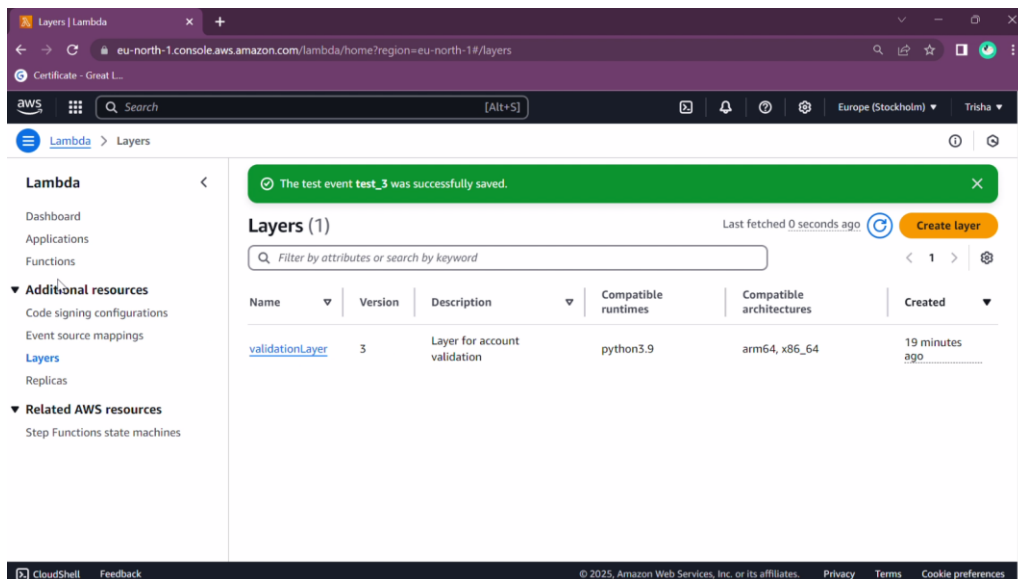 Layers | Lambda
eu-north-1.console.aws.amazon.com/lambda/home?region=eu-north-1#/layers
Certificate - Great L...
aws Search [Alt+S] Europe (Stockholm) Trisha
Lambda > Layers
Lambda
Dashboard
Applications
Functions
Additional resources
Code signing configurations
Event source mappings
Layers
Replicas
Related AWS resources
Step Functions state machines
The test event test_3 was successfully saved.
Layers (1)
Last fetched 0 seconds ago
Create layer
Filter by attributes or search by keyword
1
Name Version Description Compatible runtimes Compatible architectures Created
validationLayer 3 Layer for account validation python3.9 arm64, x86_64 19 minutes ago
CloudShell Feedback © 2025, Amazon Web Services, Inc. or its affiliates. Privacy Terms Cookie preferences